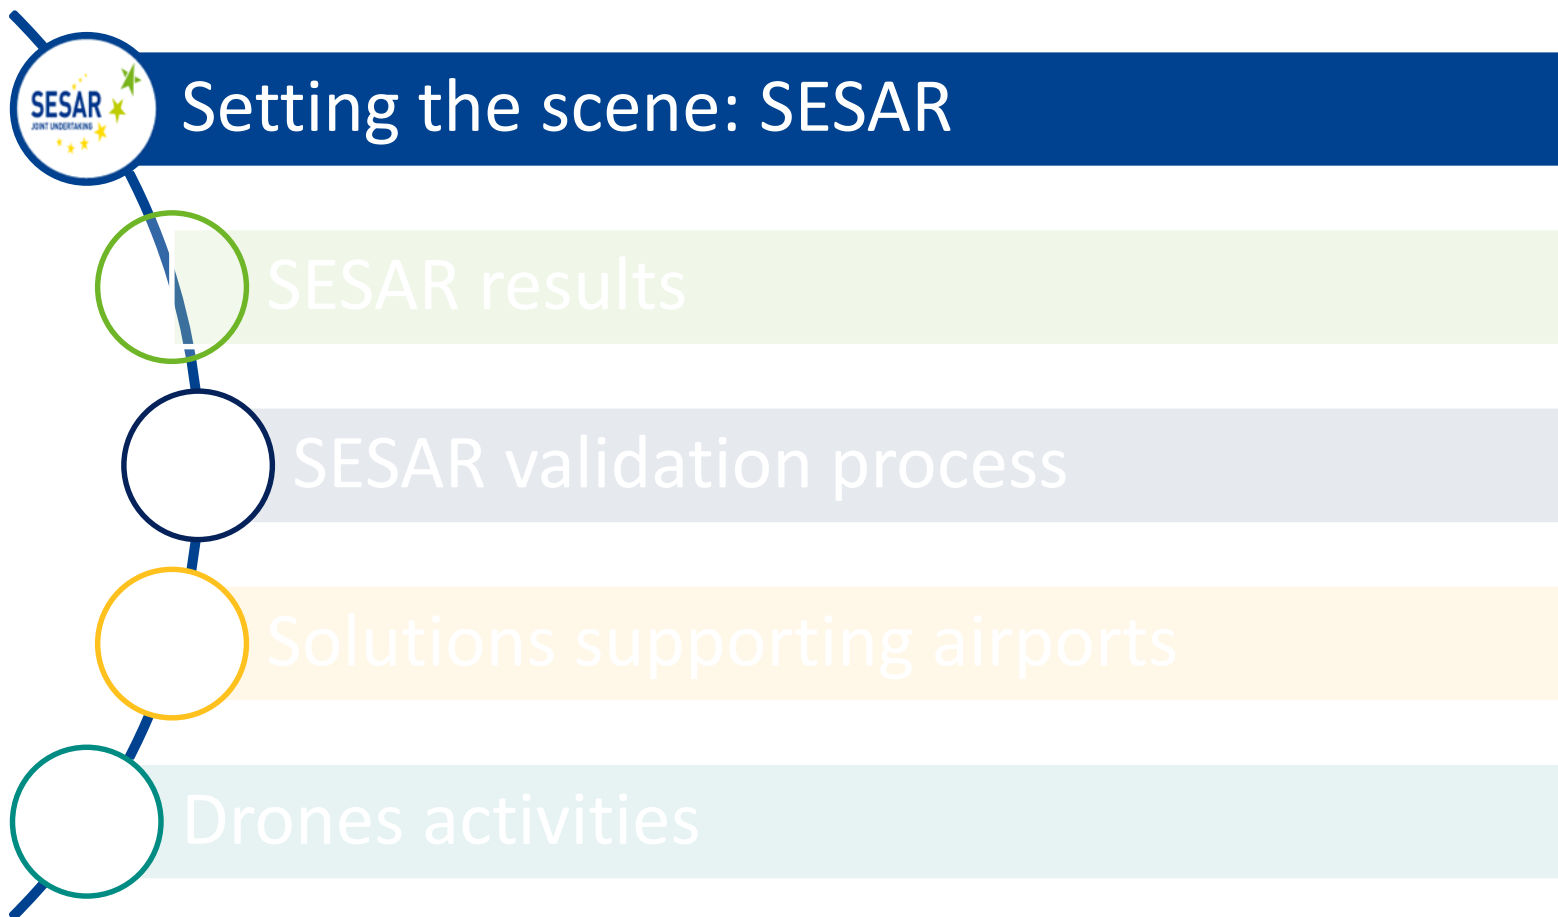 SESAR
JOINT UNDERTAKING
Setting the scene: SESAR
SESAR results
SESAR validation process
Solutions supporting airports
Drones activities